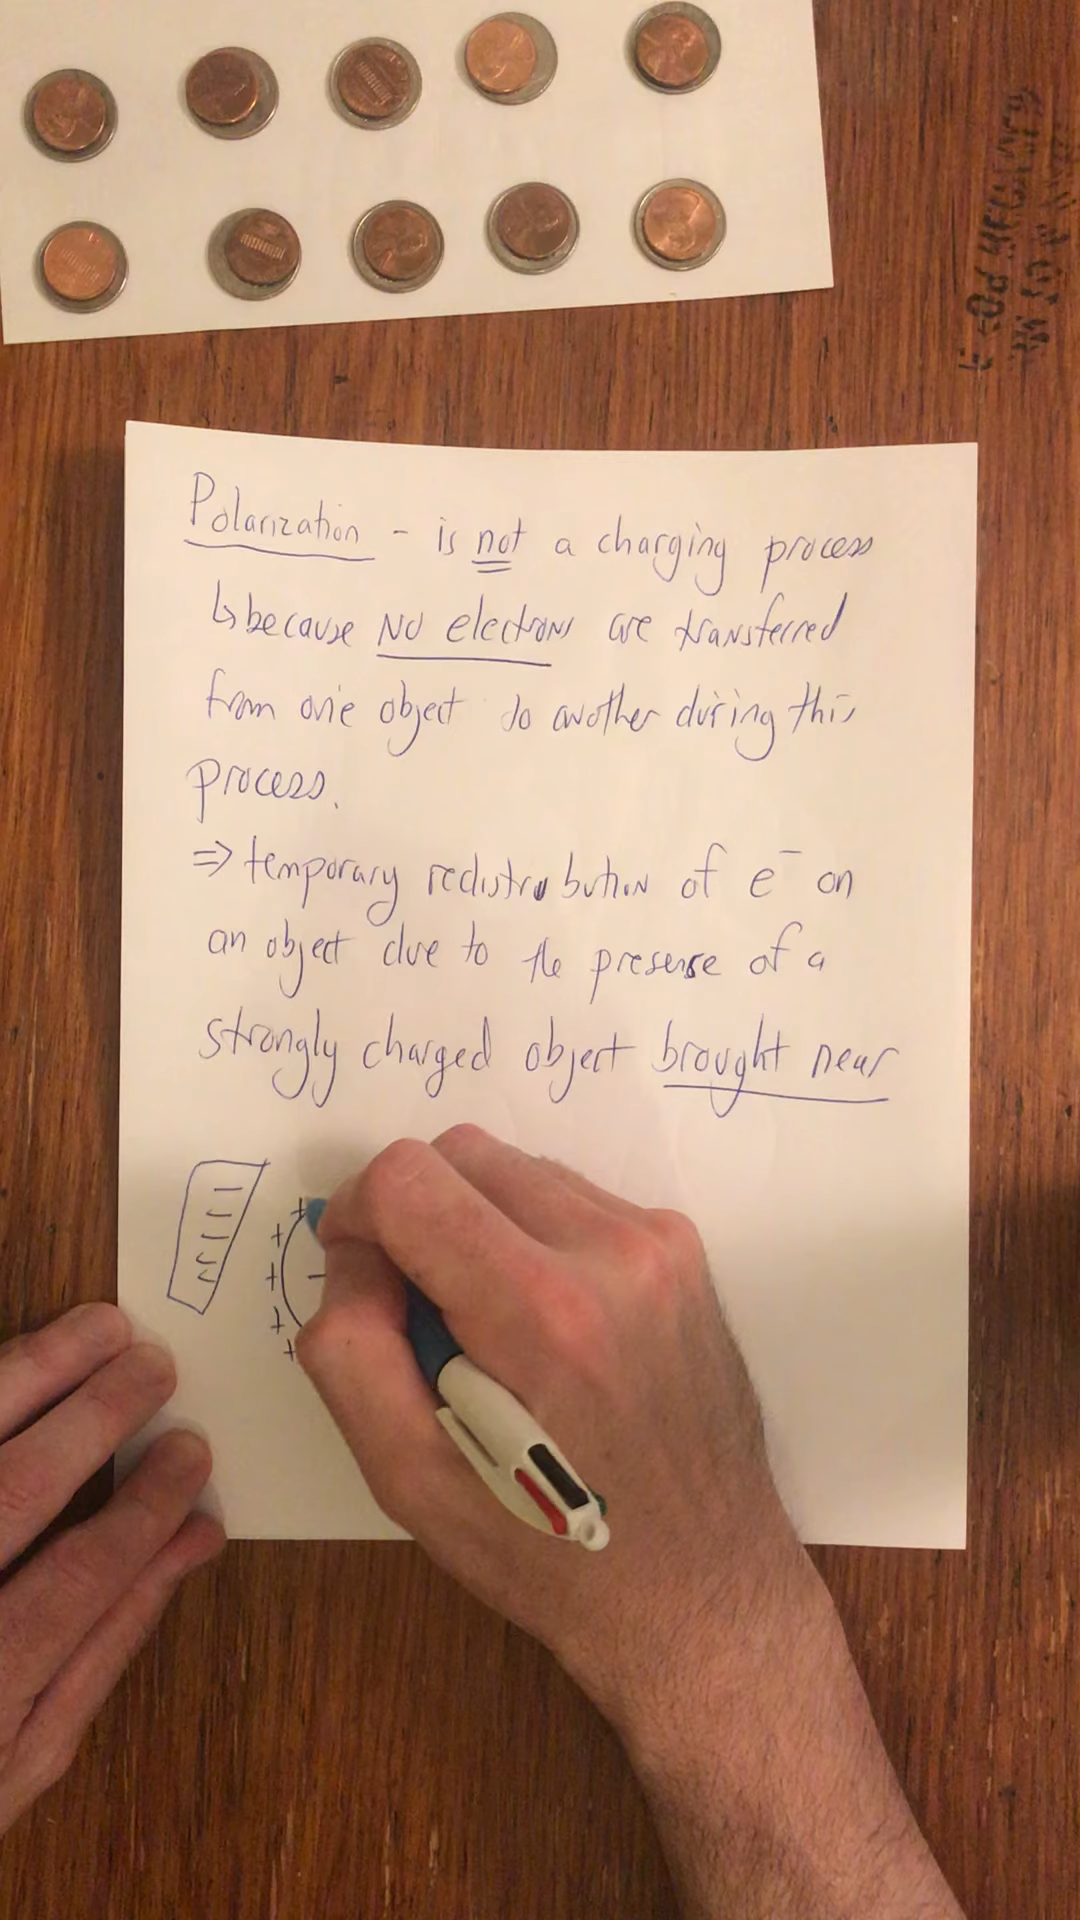 Polarization - is not a charging process
↳ because NO electrons are transferred
from one object to another during this
process.
⇒ temporary redistribution of e⁻ on
an object due to the presense of a
strongly charged object brought near